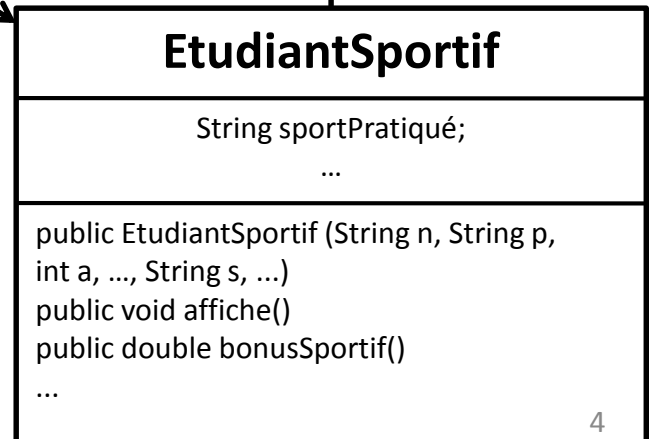 EtudiantSportif
String sportPratiqué;
...
public EtudiantSportif (String n, String p,
int a, ..., String s, ...)
public void affiche()
public double bonusSportif()
...
4